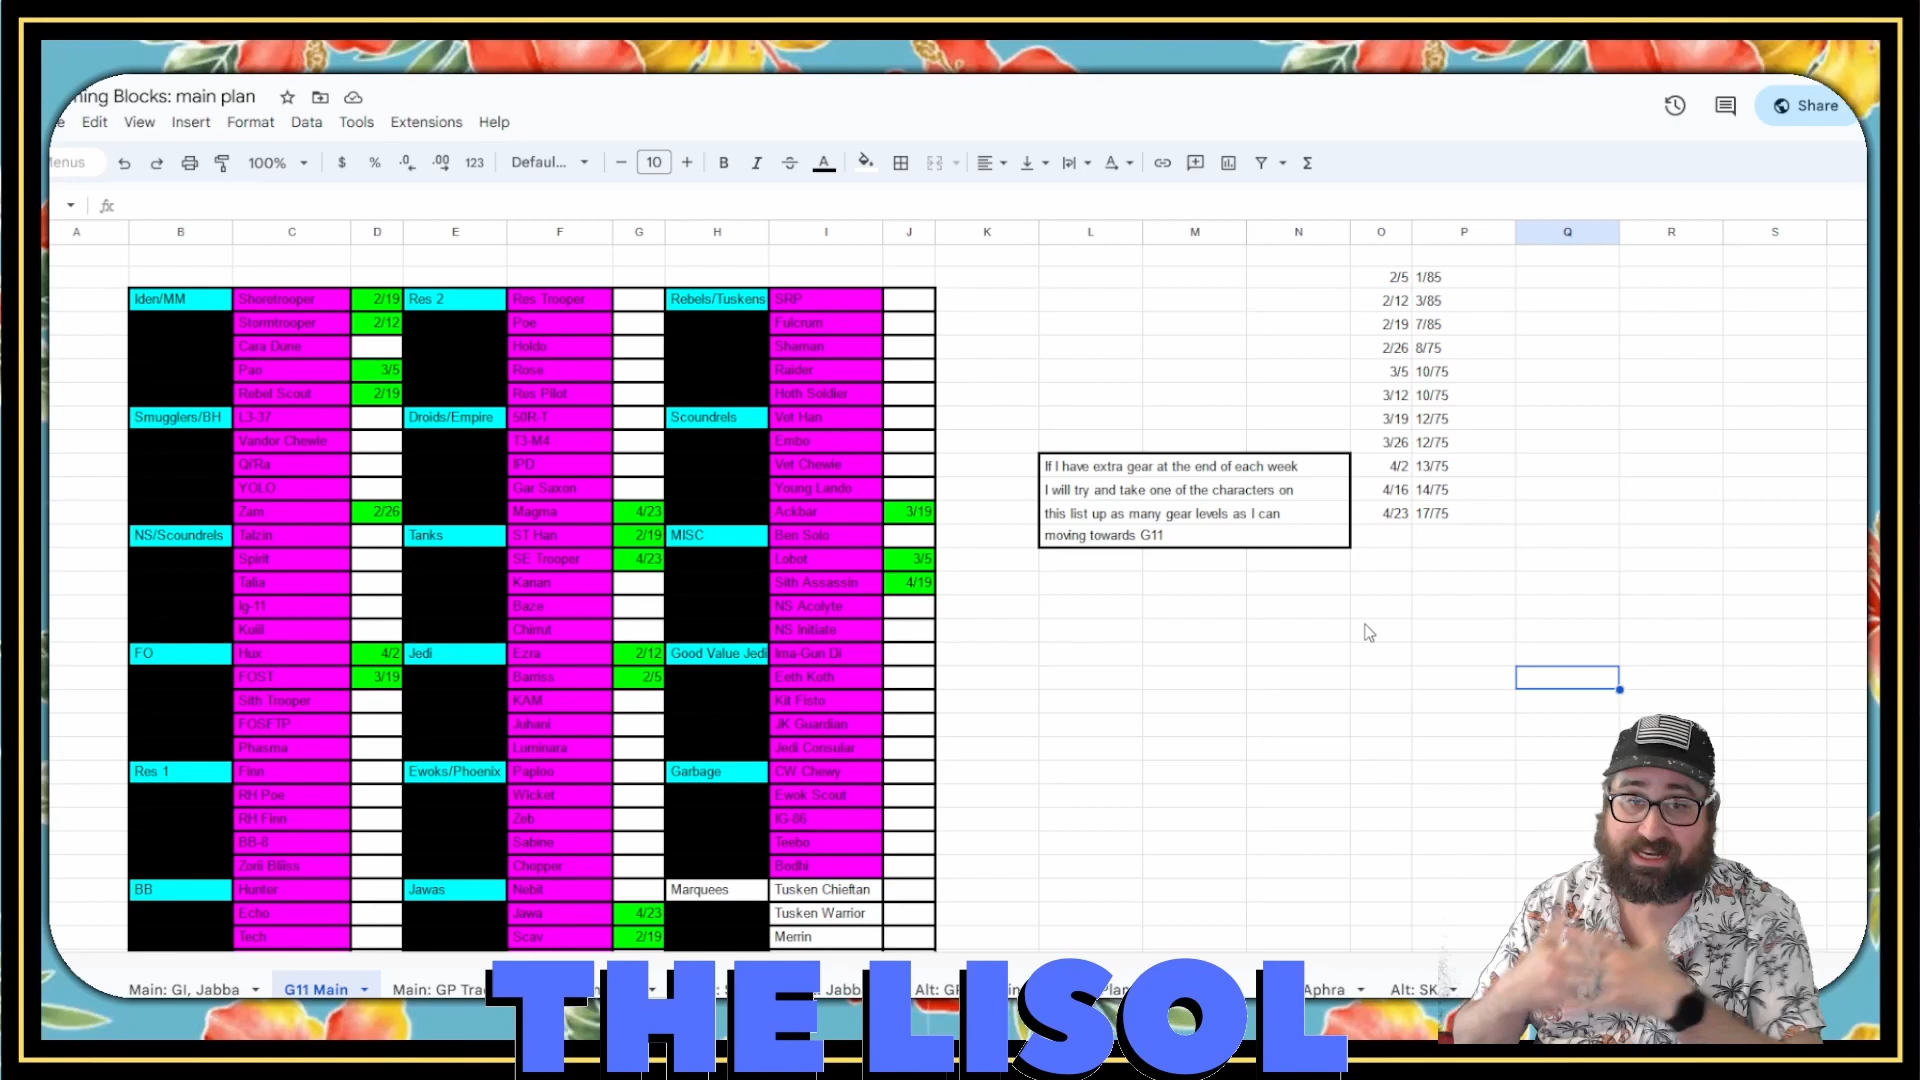 ning Blocks: main plan
e Edit View Insert Format Data Tools Extensions Help
Share
enus 100% $ % .0 .00 123 Defaul... − 10 + B I A Σ
fx
A B C D E F G H I J K L M N O P Q R S
2/5 1/85
Iden/MM Shoretrooper 2/19 Res 2 Res Trooper Rebels/Tuskens SRP 2/12 3/85
Stormtrooper 2/12 Poe Fulcrum 2/19 7/85
Cara Dune Holdo Shaman 2/26 8/75
Pao 3/5 Rose Raider 3/5 10/75
Rebel Scout 2/19 Res Pilot Hoth Soldier 3/12 10/75
Smugglers/BH L3-37 Droids/Empire 50R-T Scoundrels Vet Han 3/19 12/75
Vandor Chewie T3-M4 Embo 3/26 12/75
Qi'Ra IPD Vet Chewie If I have extra gear at the end of each week 4/2 13/75
YOLO Gar Saxon Young Lando I will try and take one of the characters on 4/16 14/75
Zam 2/26 Magma 4/23 Ackbar 3/19 this list up as many gear levels as I can 4/23 17/75
NS/Scoundrels Talzin Tanks ST Han 2/19 MISC Ben Solo moving towards G11
Spirit SE Trooper 4/23 Lobot 3/5
Talia Kanan Sith Assassin 4/19
Ig-11 Baze NS Acolyte
Kuiil Chirrut NS Initiate
FO Hux 4/2 Jedi Ezra 2/12 Good Value Jedi Ima-Gun Di
FOST 3/19 Barriss 2/5 Eeth Koth
Sith Trooper KAM Kit Fisto
FOSFTP Juhani JK Guardian
Phasma Luminara Jedi Consular
Res 1 Finn Ewoks/Phoenix Paploo Garbage CW Chewy
RH Poe Wicket Ewok Scout
RH Finn Zeb IG-86
BB-8 Sabine Teebo
Zorii Bliiss Chopper Bodhi
BB Hunter Jawas Nebit Marquees Tusken Chieftan
Echo Jawa 4/23 Tusken Warrior
Tech Scav 2/19 Merrin
Main: GI, Jabba G11 Main Main: GP Tra Jabb Alt: G Aphra Alt: SK
THE LISOL